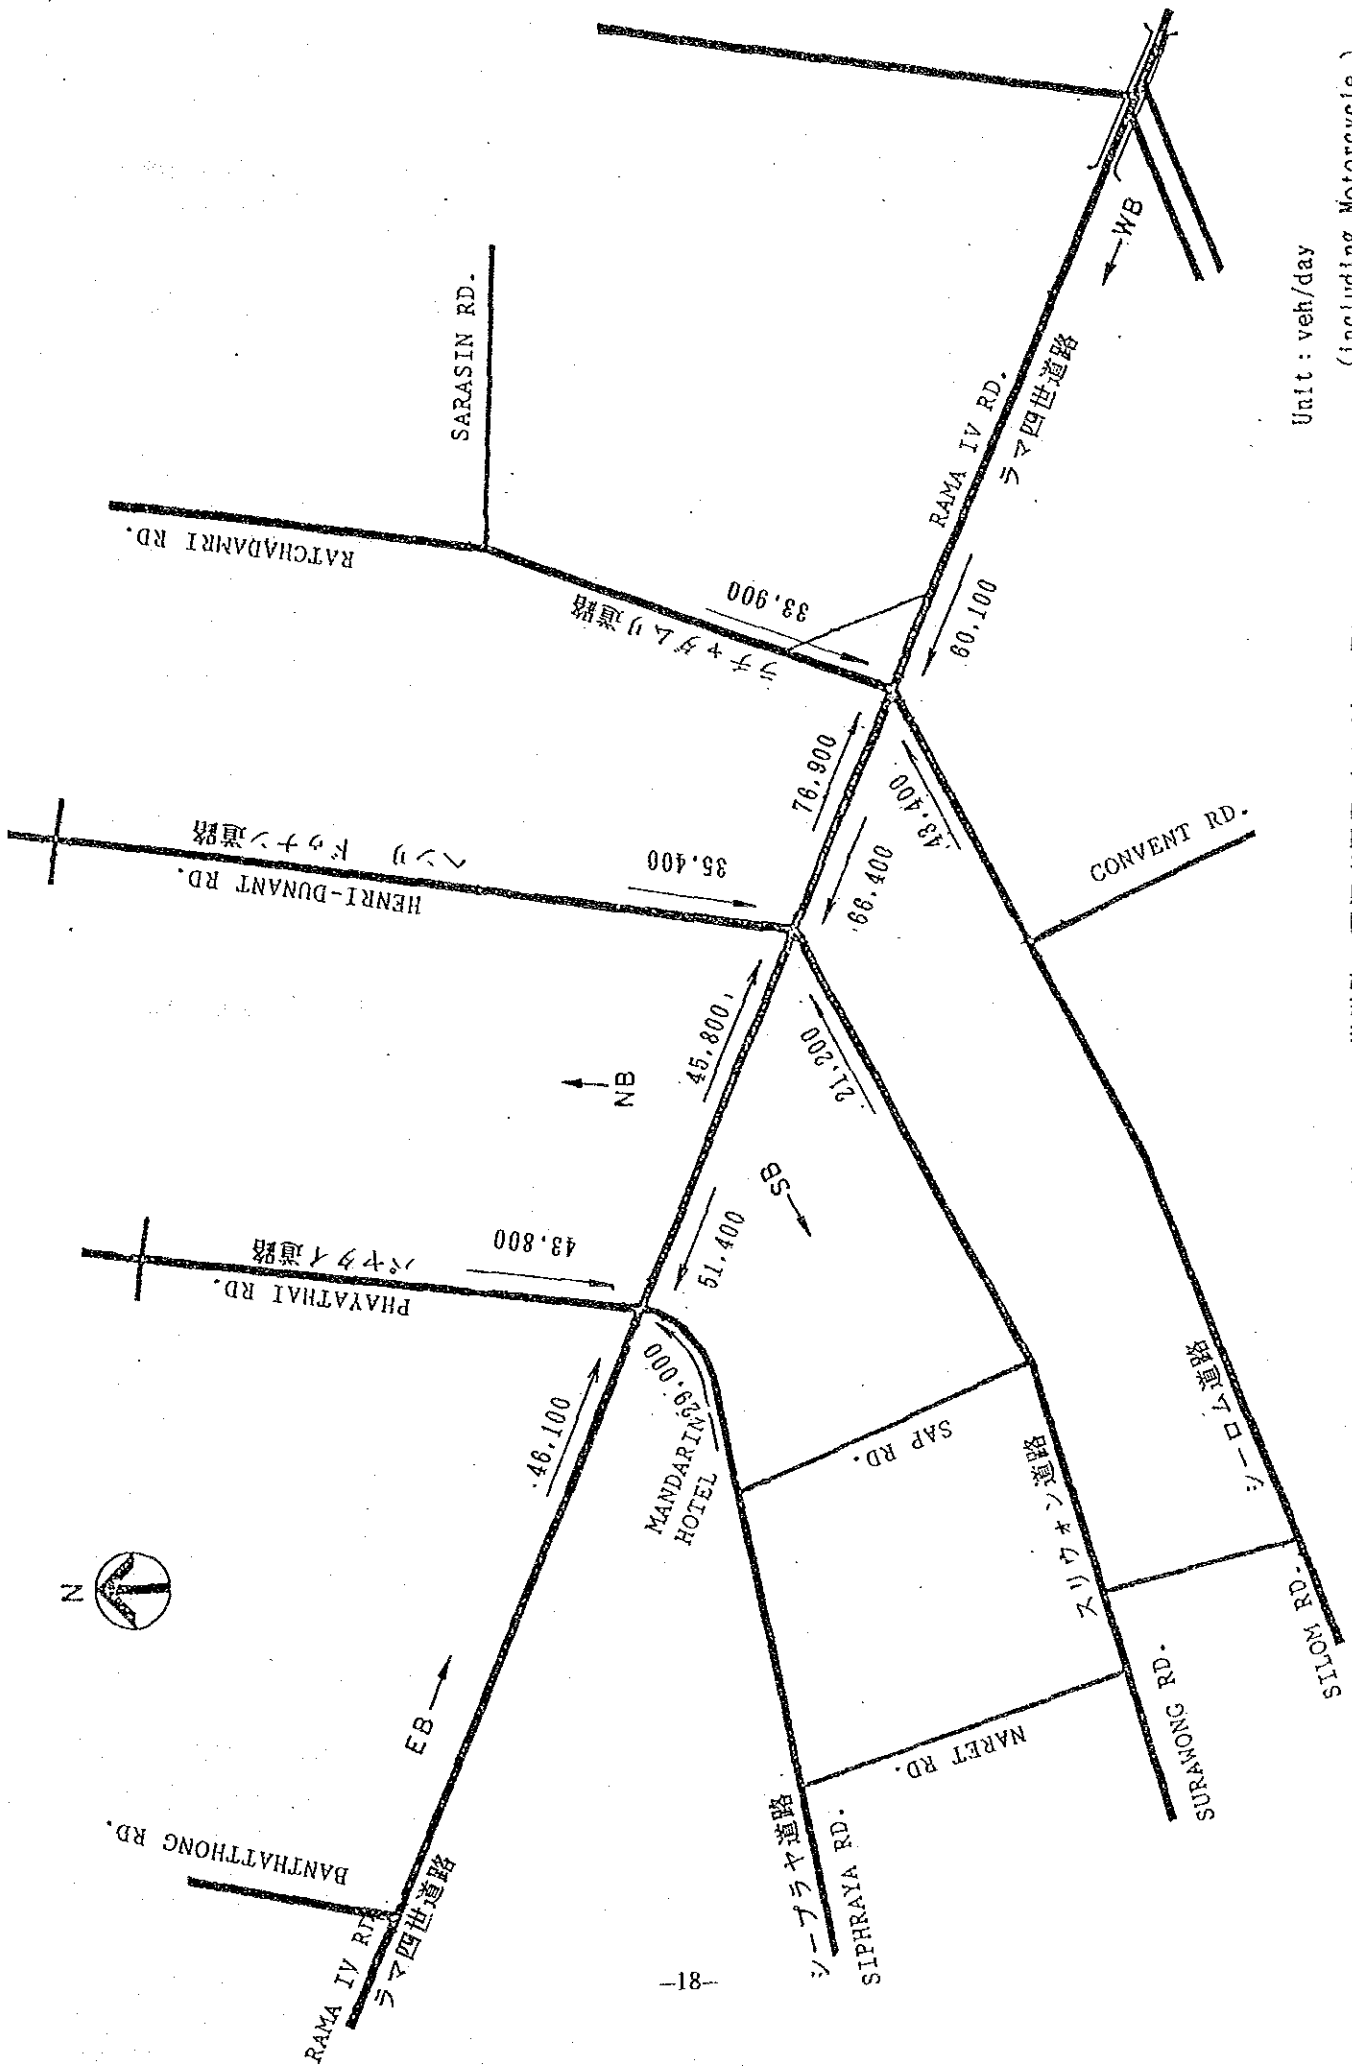 N
EB
WB
NB
SB
BANTHATTHONG RD.
RAMA IV RD.
ラマ四世道路
46,100
PHAYATHAI RD.
パヤタイ道路
43,800
MANDARIN
HOTEL
29,000
51,400
45,800
HENRI-DUNANT RD.
ヘンリ ドゥナン道路
35,400
21,200
76,900
66,400
RATCHADAMRI RD.
ラチャダムリ道路
33,900
SARASIN RD.
43,400
60,100
RAMA IV RD.
ラマ四世道路
CONVENT RD.
SAP RD.
NARET RD.
シープラヤ道路
SIPHRAYA RD.
スリウォン道路
SURAWONG RD.
シーロム道路
SILOM RD.
Unit : veh/day
(including Motorcycle )
-18-